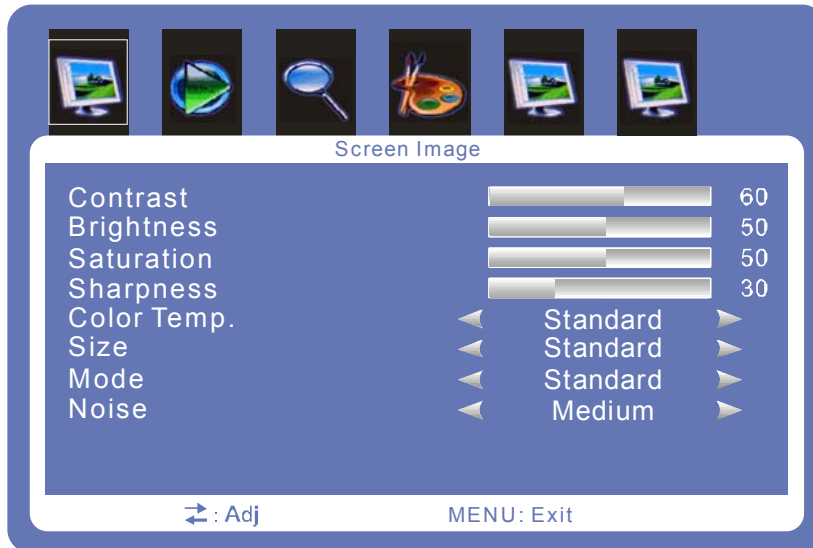 Screen Image
Contrast 60
Brightness 50
Saturation 50
Sharpness 30
Color Temp. Standard
Size Standard
Mode Standard
Noise Medium
⇄ : Adj MENU: Exit